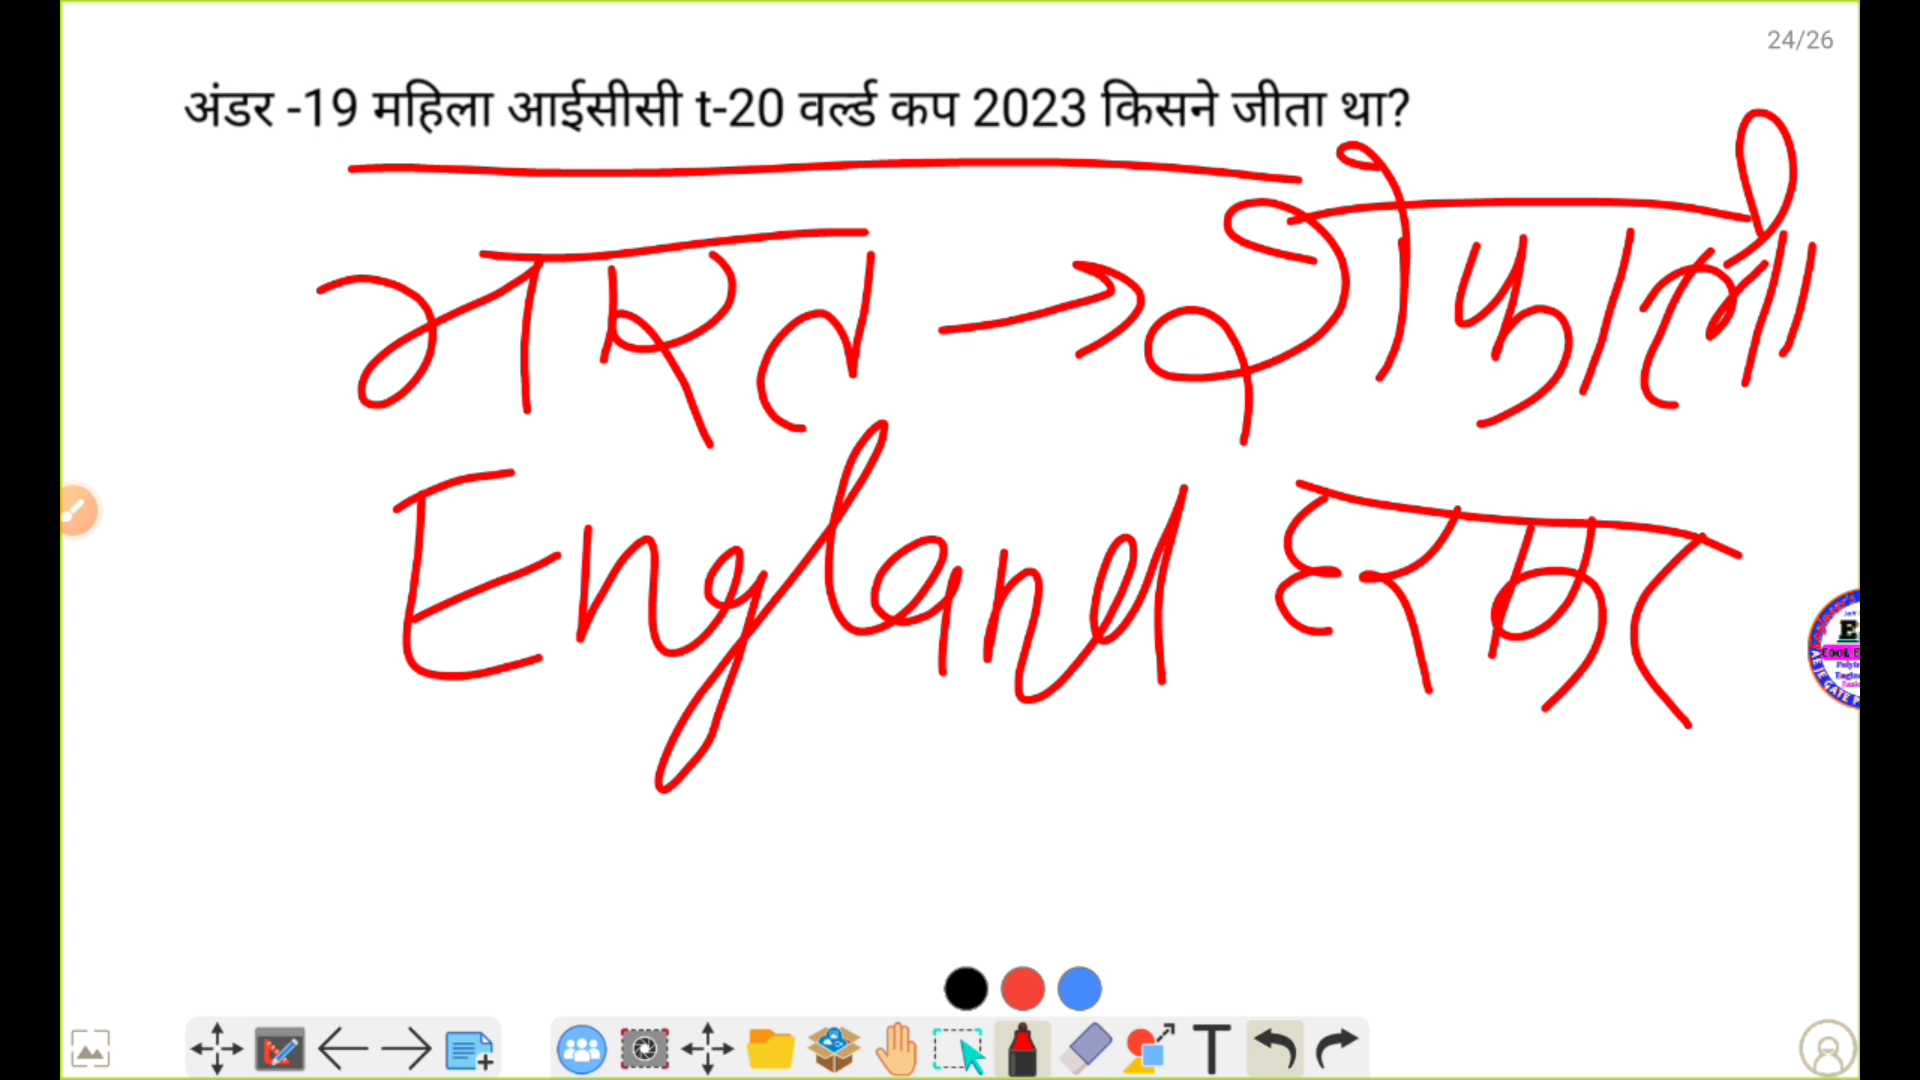 24/26
अंडर -19 महिला आईसीसी t-20 वर्ल्ड कप 2023 किसने जीता था?
भारत → शेफाली
England हराकर